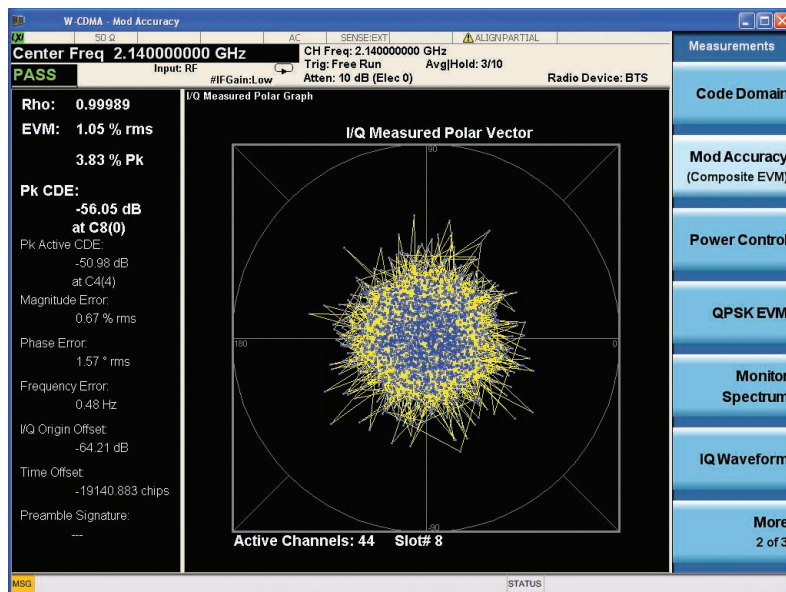 W-CDMA - Mod Accuracy
LXI
50 Ω
AC
SENSE:EXT
ALIGN PARTIAL
Center Freq 2.140000000 GHz
CH Freq: 2.140000000 GHz
Input: RF
Trig: Free Run
Avg|Hold: 3/10
PASS
#IFGain:Low
Atten: 10 dB (Elec 0)
Radio Device: BTS
Rho: 0.99989
EVM: 1.05 % rms
3.83 % Pk
Pk CDE:
-56.05 dB
at C8(0)
Pk Active CDE:
-50.98 dB
at C4(4)
Magnitude Error:
0.67 % rms
Phase Error:
1.57 ° rms
Frequency Error:
0.48 Hz
I/Q Origin Offset:
-64.21 dB
Time Offset:
-19140.883 chips
Preamble Signature:
---
I/Q Measured Polar Graph
I/Q Measured Polar Vector
90
180
0
-90
Active Channels: 44 Slot# 8
Measurements
Code Domain
Mod Accuracy
(Composite EVM)
Power Control
QPSK EVM
Monitor
Spectrum
IQ Waveform
More
2 of 3
MSG
STATUS